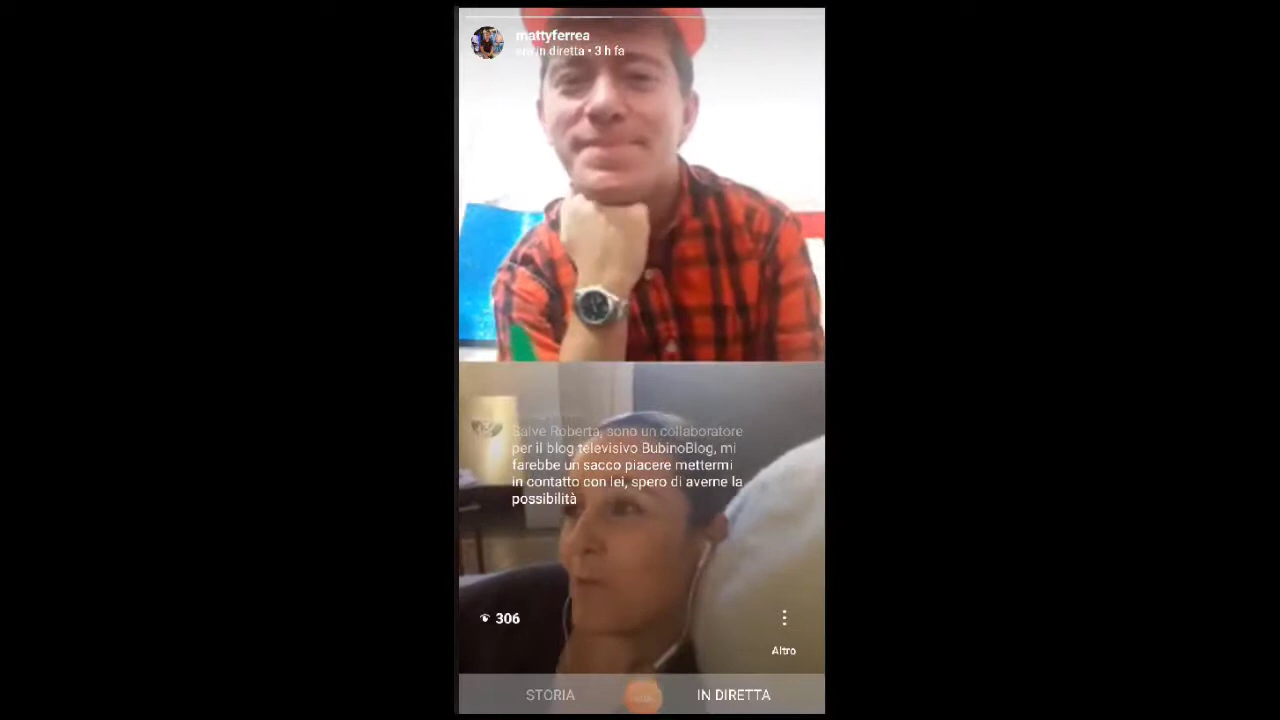 mattyferrea
in diretta • 3 h fa
Salve Roberta, sono un collaboratore
per il blog televisivo BubinoBlog, mi
farebbe un sacco piacere mettermi
in contatto con lei, spero di averne la
possibilità
306
Altro
STORIA
IN DIRETTA